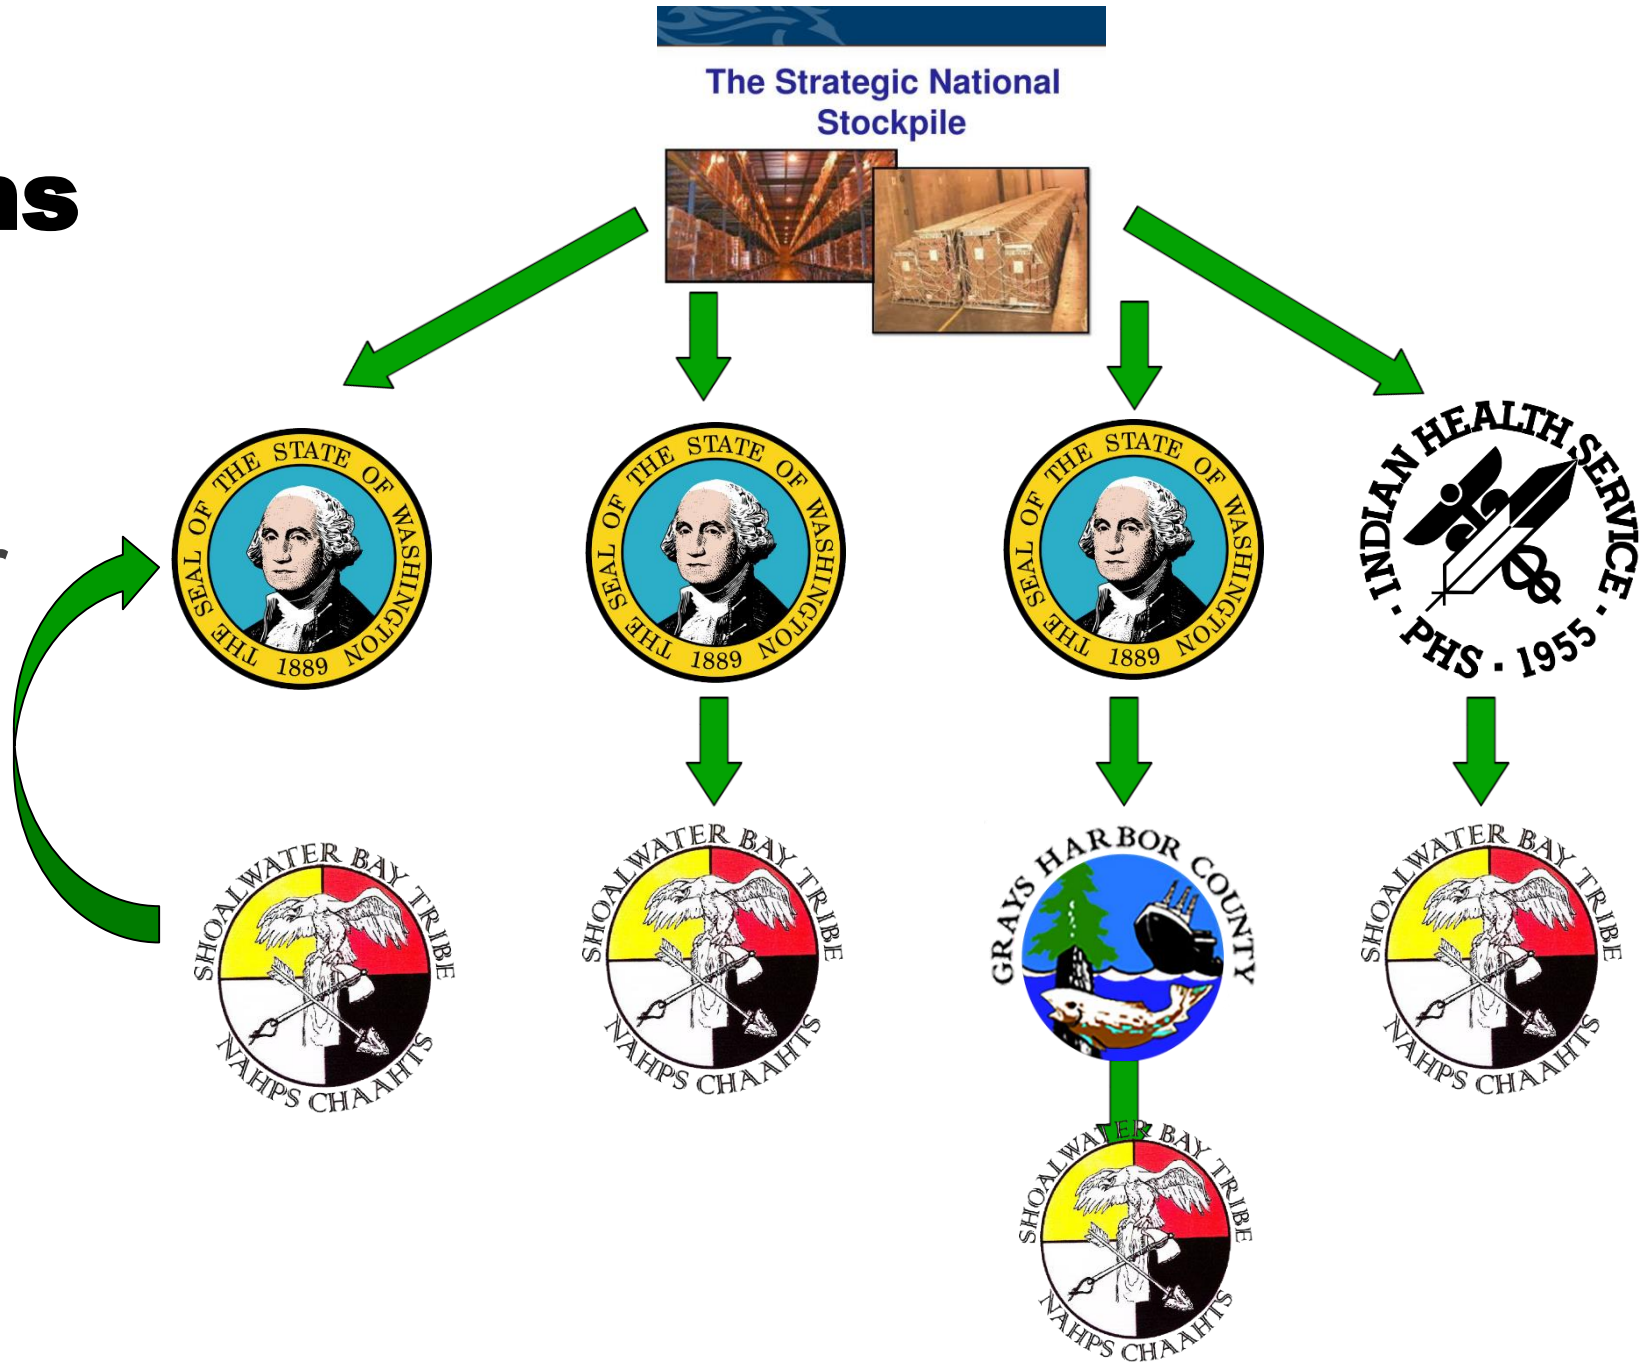 The Strategic National
Stockpile
ns
r
THE SEAL OF THE STATE OF WASHINGTON
1889
THE SEAL OF THE STATE OF WASHINGTON
1889
THE SEAL OF THE STATE OF WASHINGTON
1889
INDIAN HEALTH SERVICE
PHS · 1955
SHOALWATER BAY TRIBE
NAHPS CHAAHTS
SHOALWATER BAY TRIBE
NAHPS CHAAHTS
GRAYS HARBOR COUNTY
SHOALWATER BAY TRIBE
NAHPS CHAAHTS
SHOALWATER BAY TRIBE
NAHPS CHAAHTS